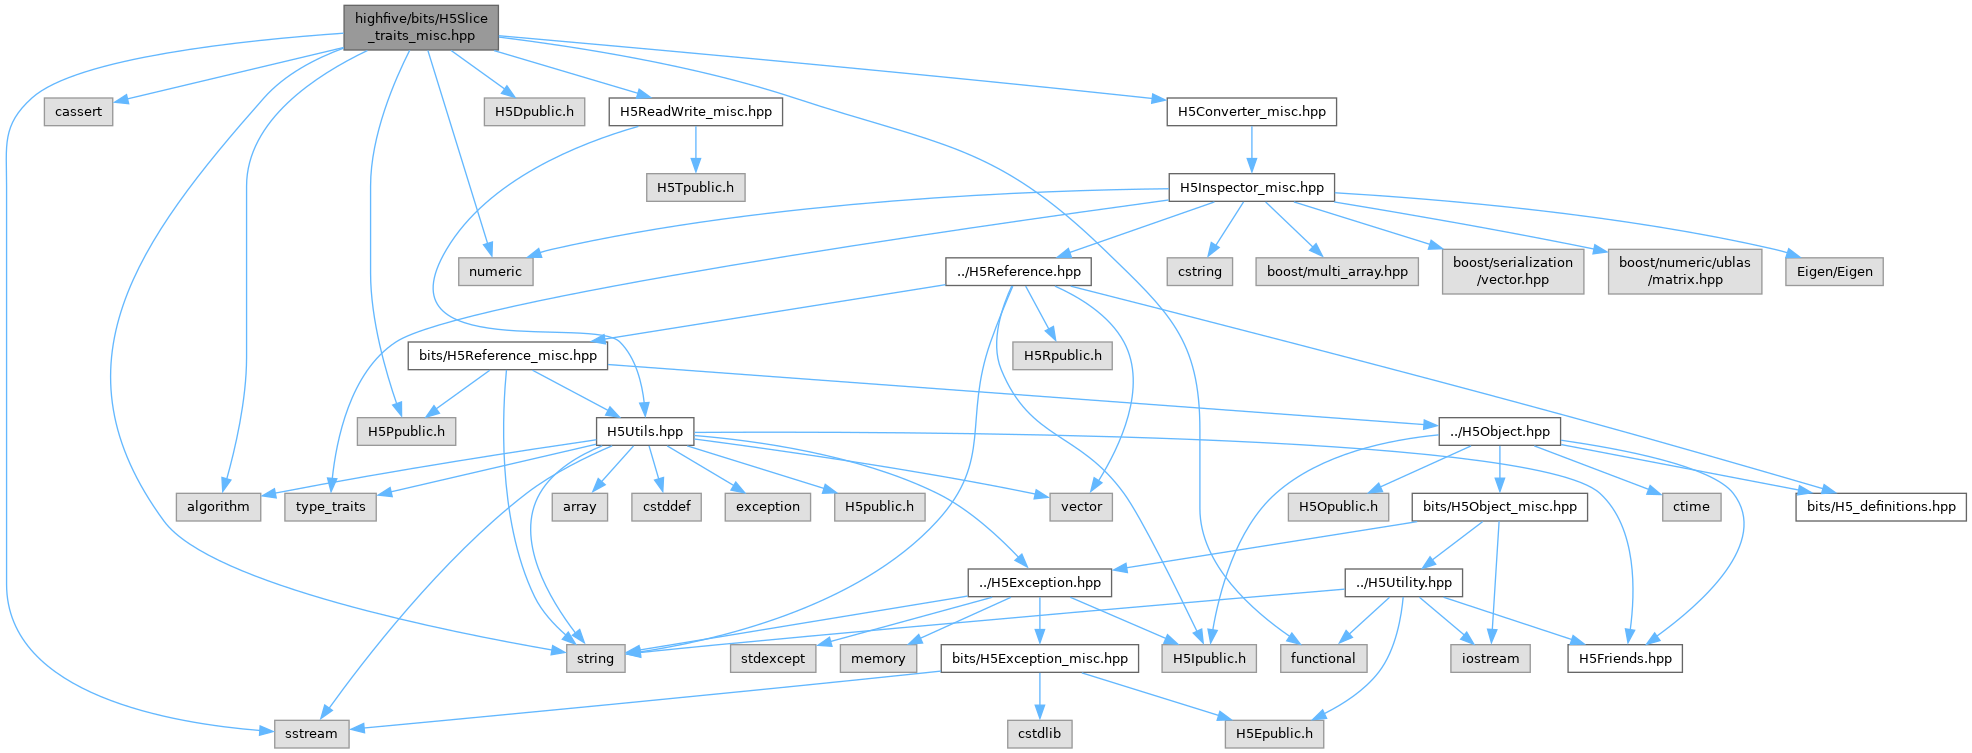 highfive/bits/H5Slice
_traits_misc.hpp
cassert
H5Dpublic.h
H5ReadWrite_misc.hpp
H5Converter_misc.hpp
H5Tpublic.h
H5Inspector_misc.hpp
numeric
../H5Reference.hpp
cstring
boost/multi_array.hpp
boost/serialization
/vector.hpp
boost/numeric/ublas
/matrix.hpp
Eigen/Eigen
bits/H5Reference_misc.hpp
H5Rpublic.h
H5Ppublic.h
H5Utils.hpp
../H5Object.hpp
algorithm
type_traits
array
cstddef
exception
H5public.h
vector
H5Opublic.h
bits/H5Object_misc.hpp
ctime
bits/H5_definitions.hpp
../H5Exception.hpp
../H5Utility.hpp
string
stdexcept
memory
bits/H5Exception_misc.hpp
H5Ipublic.h
functional
iostream
H5Friends.hpp
sstream
cstdlib
H5Epublic.h